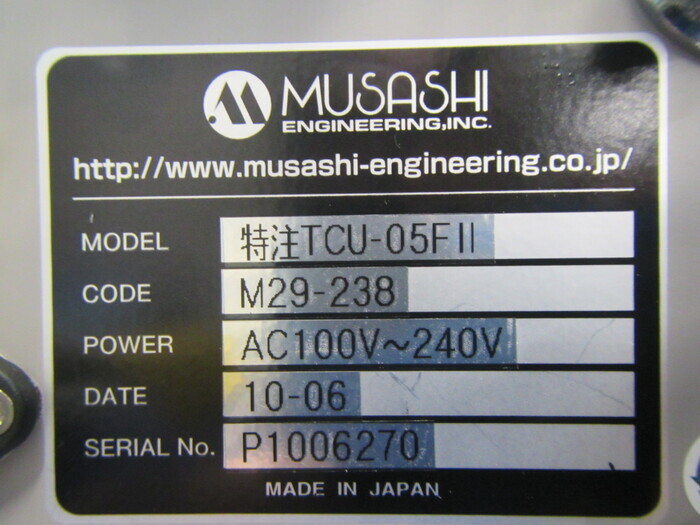 MUSASHI
ENGINEERING,INC.
http://www.musashi-engineering.co.jp/
MODEL 特注TCU-05FII
CODE M29-238
POWER AC100V~240V
DATE 10-06
SERIAL No. P1006270
MADE IN JAPAN